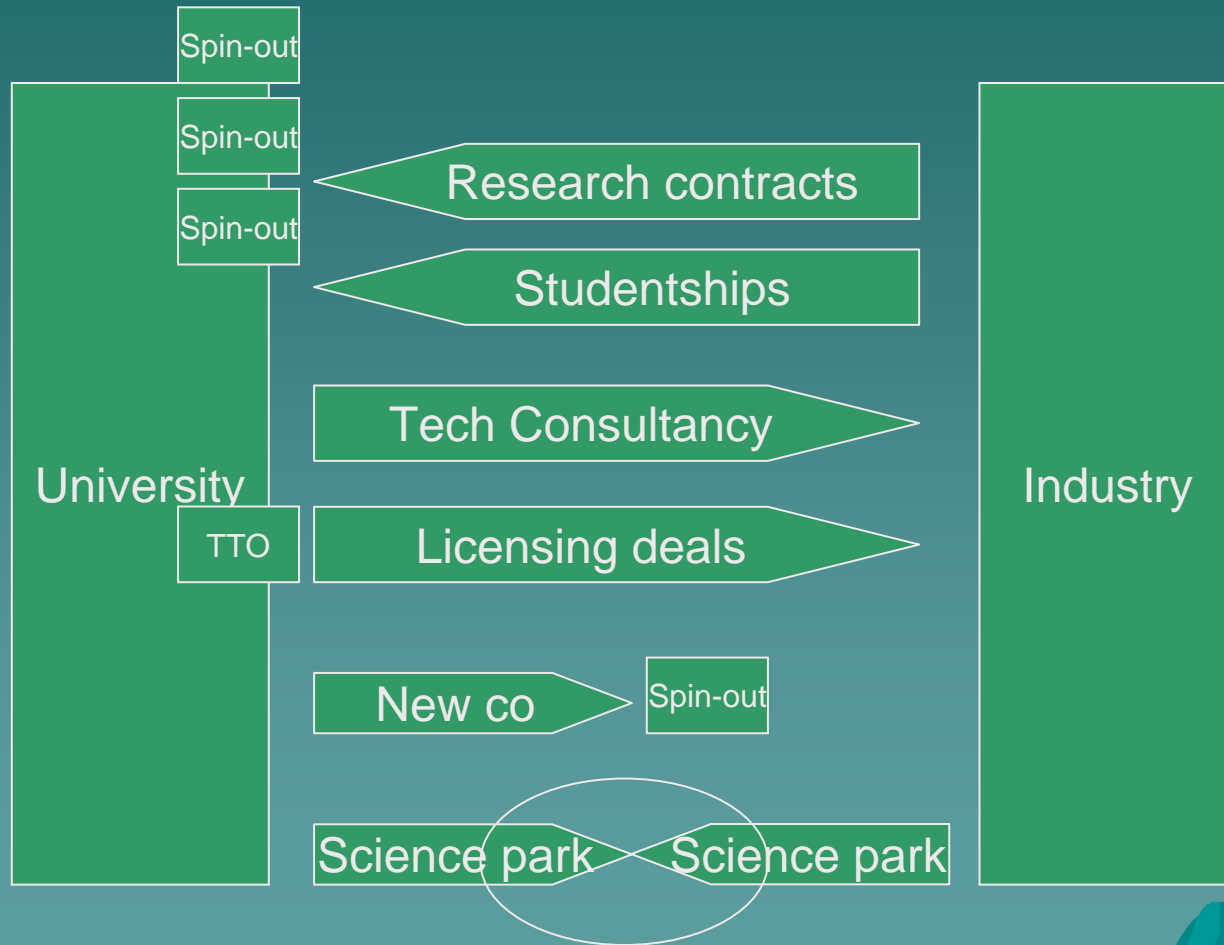 Spin-out
Spin-out
Spin-out
Research contracts
Studentships
Tech Consultancy
University
Industry
TTO
Licensing deals
New co
Spin-out
Science park
Science park